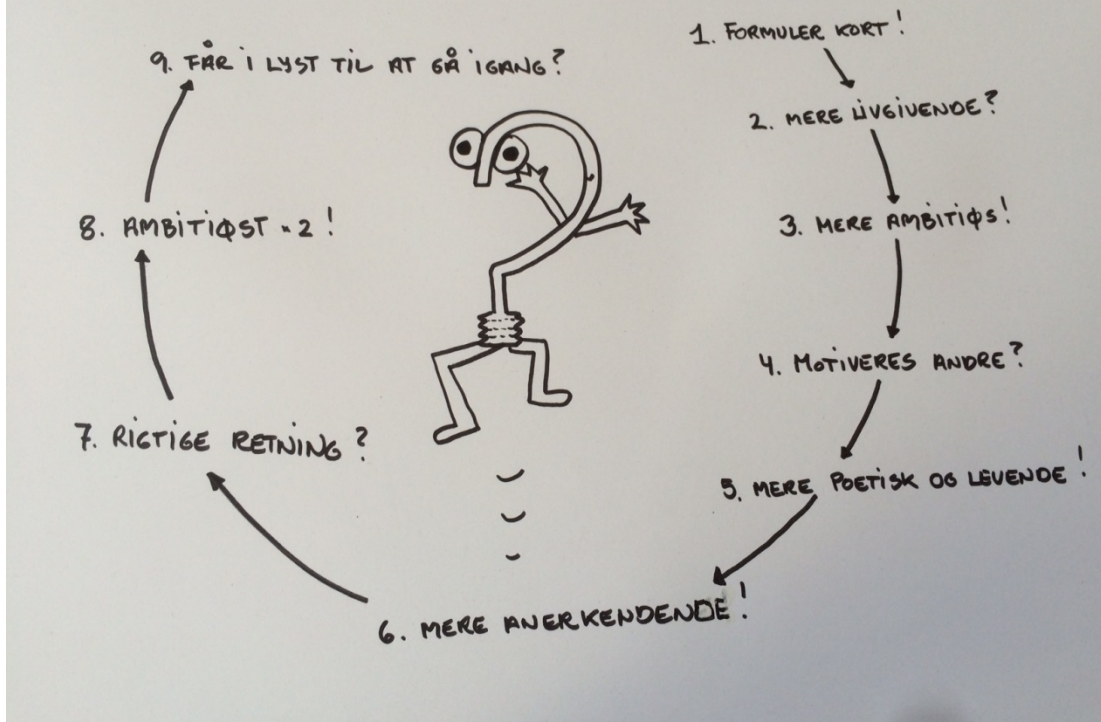 1. FORMULER KORT!
2. MERE LIVGIVENDE?
3. MERE AMBITIØS!
4. MOTIVERES ANDRE?
5. MERE POETISK OG LEVENDE!
6. MERE ANERKENDENDE!
7. RIGTIGE RETNING?
8. AMBITIØST × 2!
9. FÅR I LYST TIL AT GÅ IGANG?